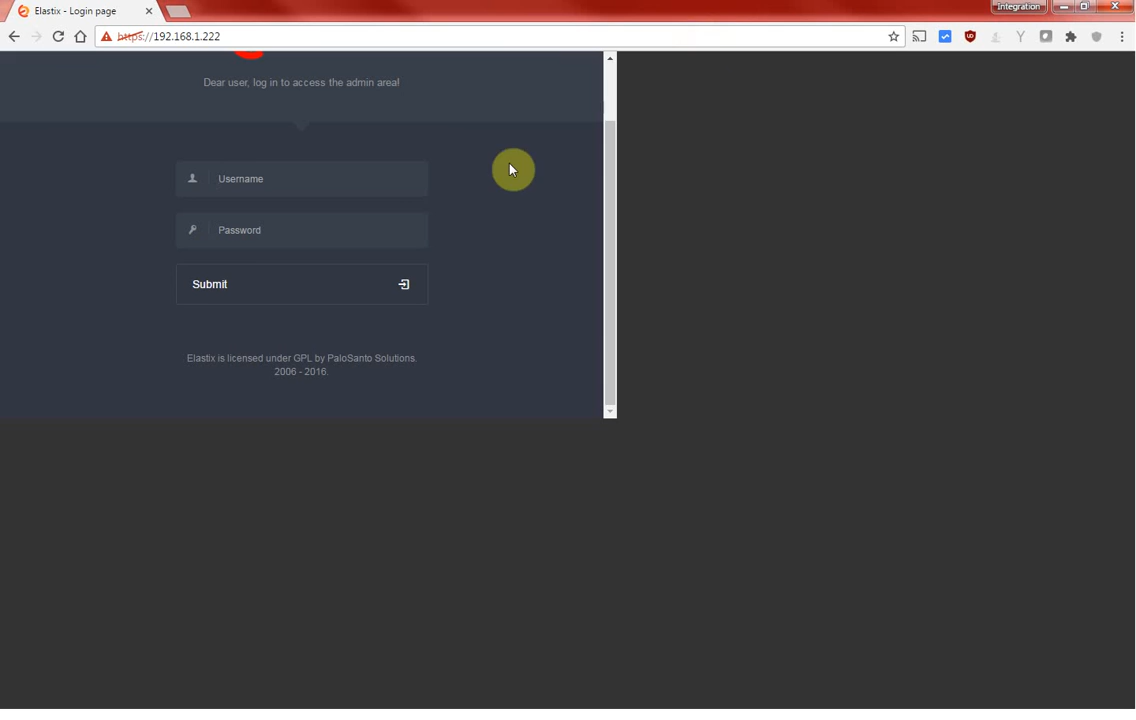 Elastix - Login page
Integration
https://192.168.1.222
Dear user, log in to access the admin area!
Username
Password
Submit
Elastix is licensed under GPL by PaloSanto Solutions.
2006 - 2016.